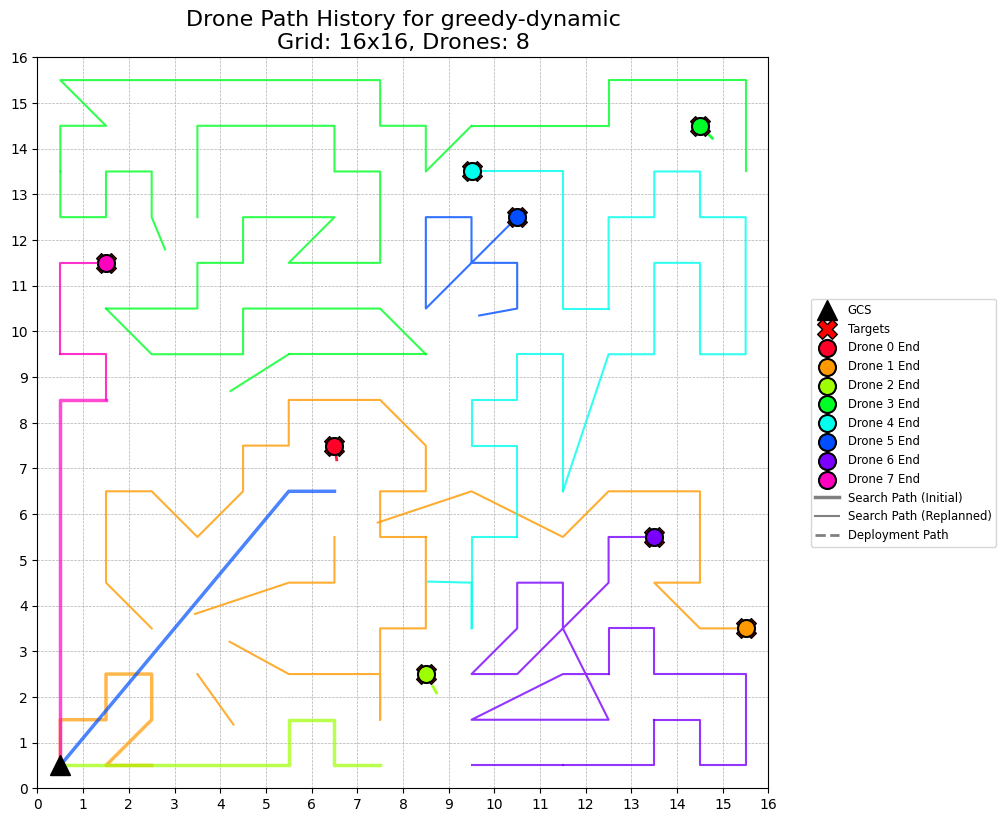 Drone Path History for greedy-dynamic
Grid: 16x16, Drones: 8
16
15
14
13
12
11
10
9
8
7
6
5
4
3
2
1
0
0 1 2 3 4 5 6 7 8 9 10 11 12 13 14 15 16
GCS
Targets
Drone 0 End
Drone 1 End
Drone 2 End
Drone 3 End
Drone 4 End
Drone 5 End
Drone 6 End
Drone 7 End
Search Path (Initial)
Search Path (Replanned)
Deployment Path